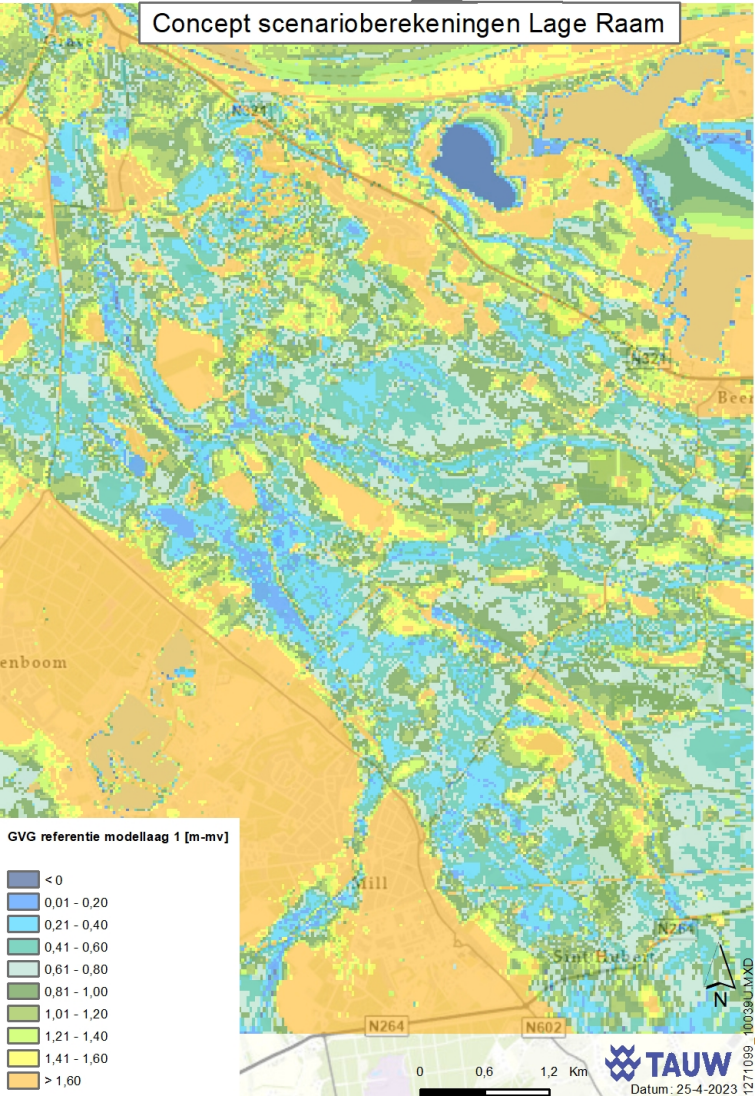 Concept scenarioberekeningen Lage Raam
Grave
N321
N321
Beer
enboom
Mill
N264
Sint Hubert
N264
N602
GVG referentie modellaag 1 [m-mv]
< 0
0,01 - 0,20
0,21 - 0,40
0,41 - 0,60
0,61 - 0,80
0,81 - 1,00
1,01 - 1,20
1,21 - 1,40
1,41 - 1,60
> 1,60
N
0 0,6 1,2 Km
TAUW
Datum: 25-4-2023
1271099_10039U.MXD